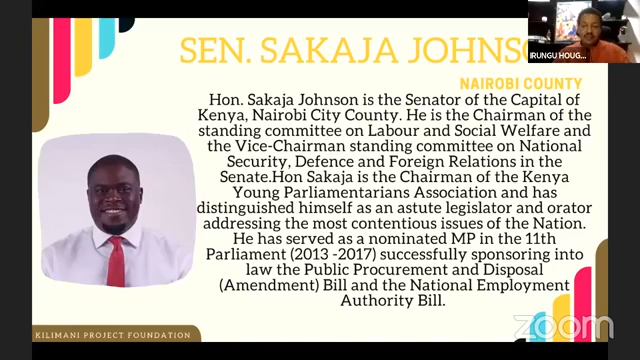 SEN. SAKAJA JOHNSO
IRUNGU HOUG...
NAIROBI COUNTY
Hon. Sakaja Johnson is the Senator of the Capital of
Kenya, Nairobi City County. He is the Chairman of the
standing committee on Labour and Social Welfare and
the Vice-Chairman standing committee on National
Security, Defence and Foreign Relations in the
Senate.Hon Sakaja is the Chairman of the Kenya
Young Parliamentarians Association and has
distinguished himself as an astute legislator and orator
addressing the most contentious issues of the Nation.
He has served as a nominated MP in the 11th
Parliament (2013 -2017) successfully sponsoring into
law the Public Procurement and Disposal
(Amendment) Bill and the National Employment
Authority Bill.
KILIMANI PROJECT FOUNDATION
zoom